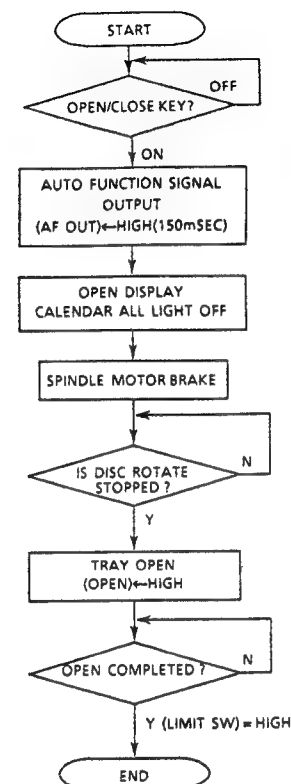 START
OFF
OPEN/CLOSE KEY?
ON
AUTO FUNCTION SIGNAL
OUTPUT
(AF OUT)←HIGH(150mSEC)
OPEN DISPLAY
CALENDAR ALL LIGHT OFF
SPINDLE MOTOR BRAKE
IS DISC ROTATE
STOPPED ?
N
Y
TRAY OPEN
(OPEN)←HIGH
OPEN COMPLETED ?
N
Y (LIMIT SW) = HIGH
END